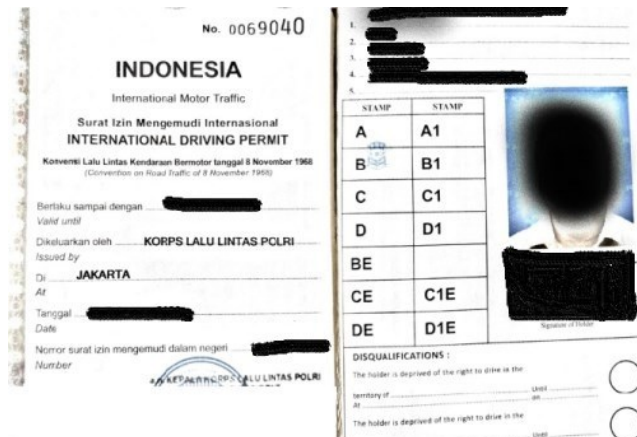 No. 0069040
INDONESIA
International Motor Traffic
Surat Izin Mengemudi Internasional
INTERNATIONAL DRIVING PERMIT
Konvensi Lalu Lintas Kendaraan Bermotor tanggal 8 November 1968
(Convention on Road Traffic of 8 November 1968)
Berlaku sampai dengan
Valid until
Dikeluarkan oleh KORPS LALU LINTAS POLRI
Issued by
Di JAKARTA
At
Tanggal
Date
Nomor surat izin mengemudi dalam negeri
Number
A.N KEPALA KORPS LALU LINTAS POLRI
1.
2.
3.
4.
5.
STAMP STAMP
A A1
B B1
C C1
D D1
BE
CE C1E
DE D1E
Signature of Holder
DISQUALIFICATIONS :
The holder is deprived of the right to drive in the
territory of Until
At on
The holder is deprived of the right to drive in the
Until